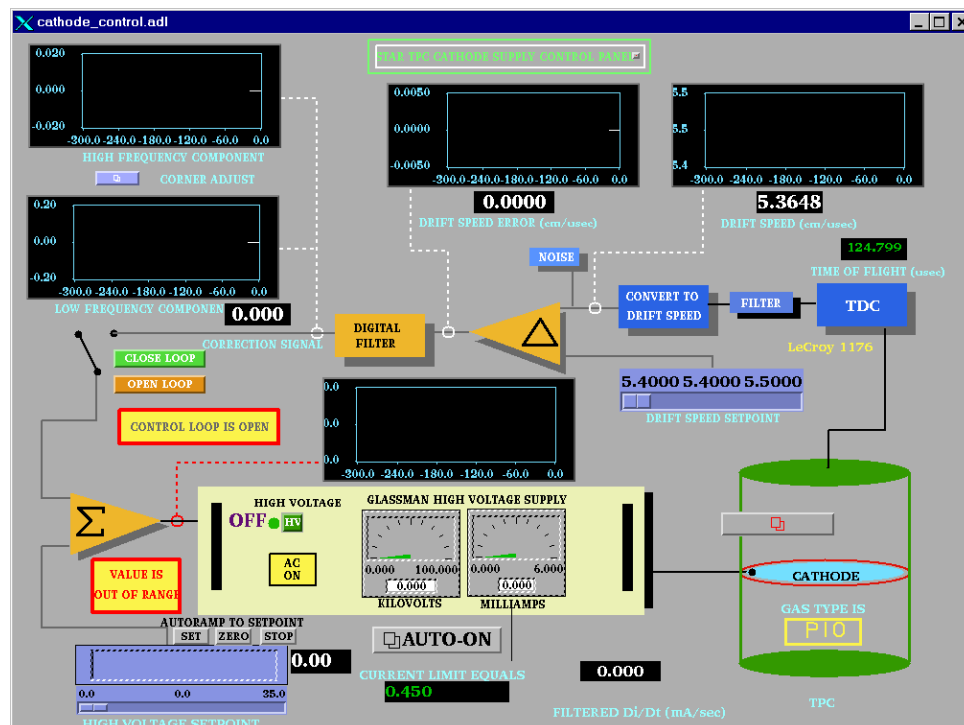 cathode_control.adl
STAR TPC CATHODE SUPPLY CONTROL PANEL
0.020
0.000
-0.020
-300.0 -240.0 -180.0 -120.0 -60.0 0.0
HIGH FREQUENCY COMPONENT
CORNER ADJUST
0.0050
0.0000
-0.0050
-300.0 -240.0 -180.0 -120.0 -60.0 0.0
0.0000
DRIFT SPEED ERROR (cm/usec)
5.5
5.5
5.4
-300.0 -240.0 -180.0 -120.0 -60.0 0.0
5.3648
DRIFT SPEED (cm/usec)
0.20
0.00
-0.20
-300.0 -240.0 -180.0 -120.0 -60.0 0.0
LOW FREQUENCY COMPONENT
0.000
CORRECTION SIGNAL
NOISE
124.799
TIME OF FLIGHT (usec)
CONVERT TO
DRIFT SPEED
FILTER
TDC
LeCroy 1176
DIGITAL
FILTER
Δ
CLOSE LOOP
OPEN LOOP
CONTROL LOOP IS OPEN
5.4000 5.4000 5.5000
DRIFT SPEED SETPOINT
0.0
0.0
0.0
-300.0 -240.0 -180.0 -120.0 -60.0 0.0
Σ
VALUE IS
OUT OF RANGE
HIGH VOLTAGE
OFF
HV
AC
ON
GLASSMAN HIGH VOLTAGE SUPPLY
0.000 100.000
0.000
KILOVOLTS
0.000 6.000
0.000
MILLIAMPS
CATHODE
GAS TYPE IS
P10
TPC
AUTORAMP TO SETPOINT
SET ZERO STOP
0.00
0.0 0.0 35.0
HIGH VOLTAGE SETPOINT
AUTO-ON
CURRENT LIMIT EQUALS
0.450
0.000
FILTERED Di/Dt (mA/sec)